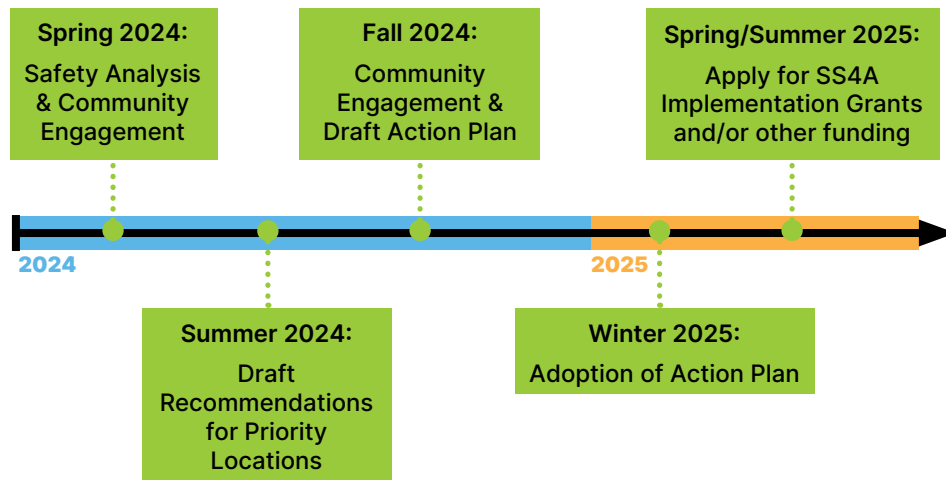 Spring 2024:
Safety Analysis
& Community
Engagement
Fall 2024:
Community
Engagement &
Draft Action Plan
Spring/Summer 2025:
Apply for SS4A
Implementation Grants
and/or other funding
2024
2025
Summer 2024:
Draft
Recommendations
for Priority
Locations
Winter 2025:
Adoption of Action Plan